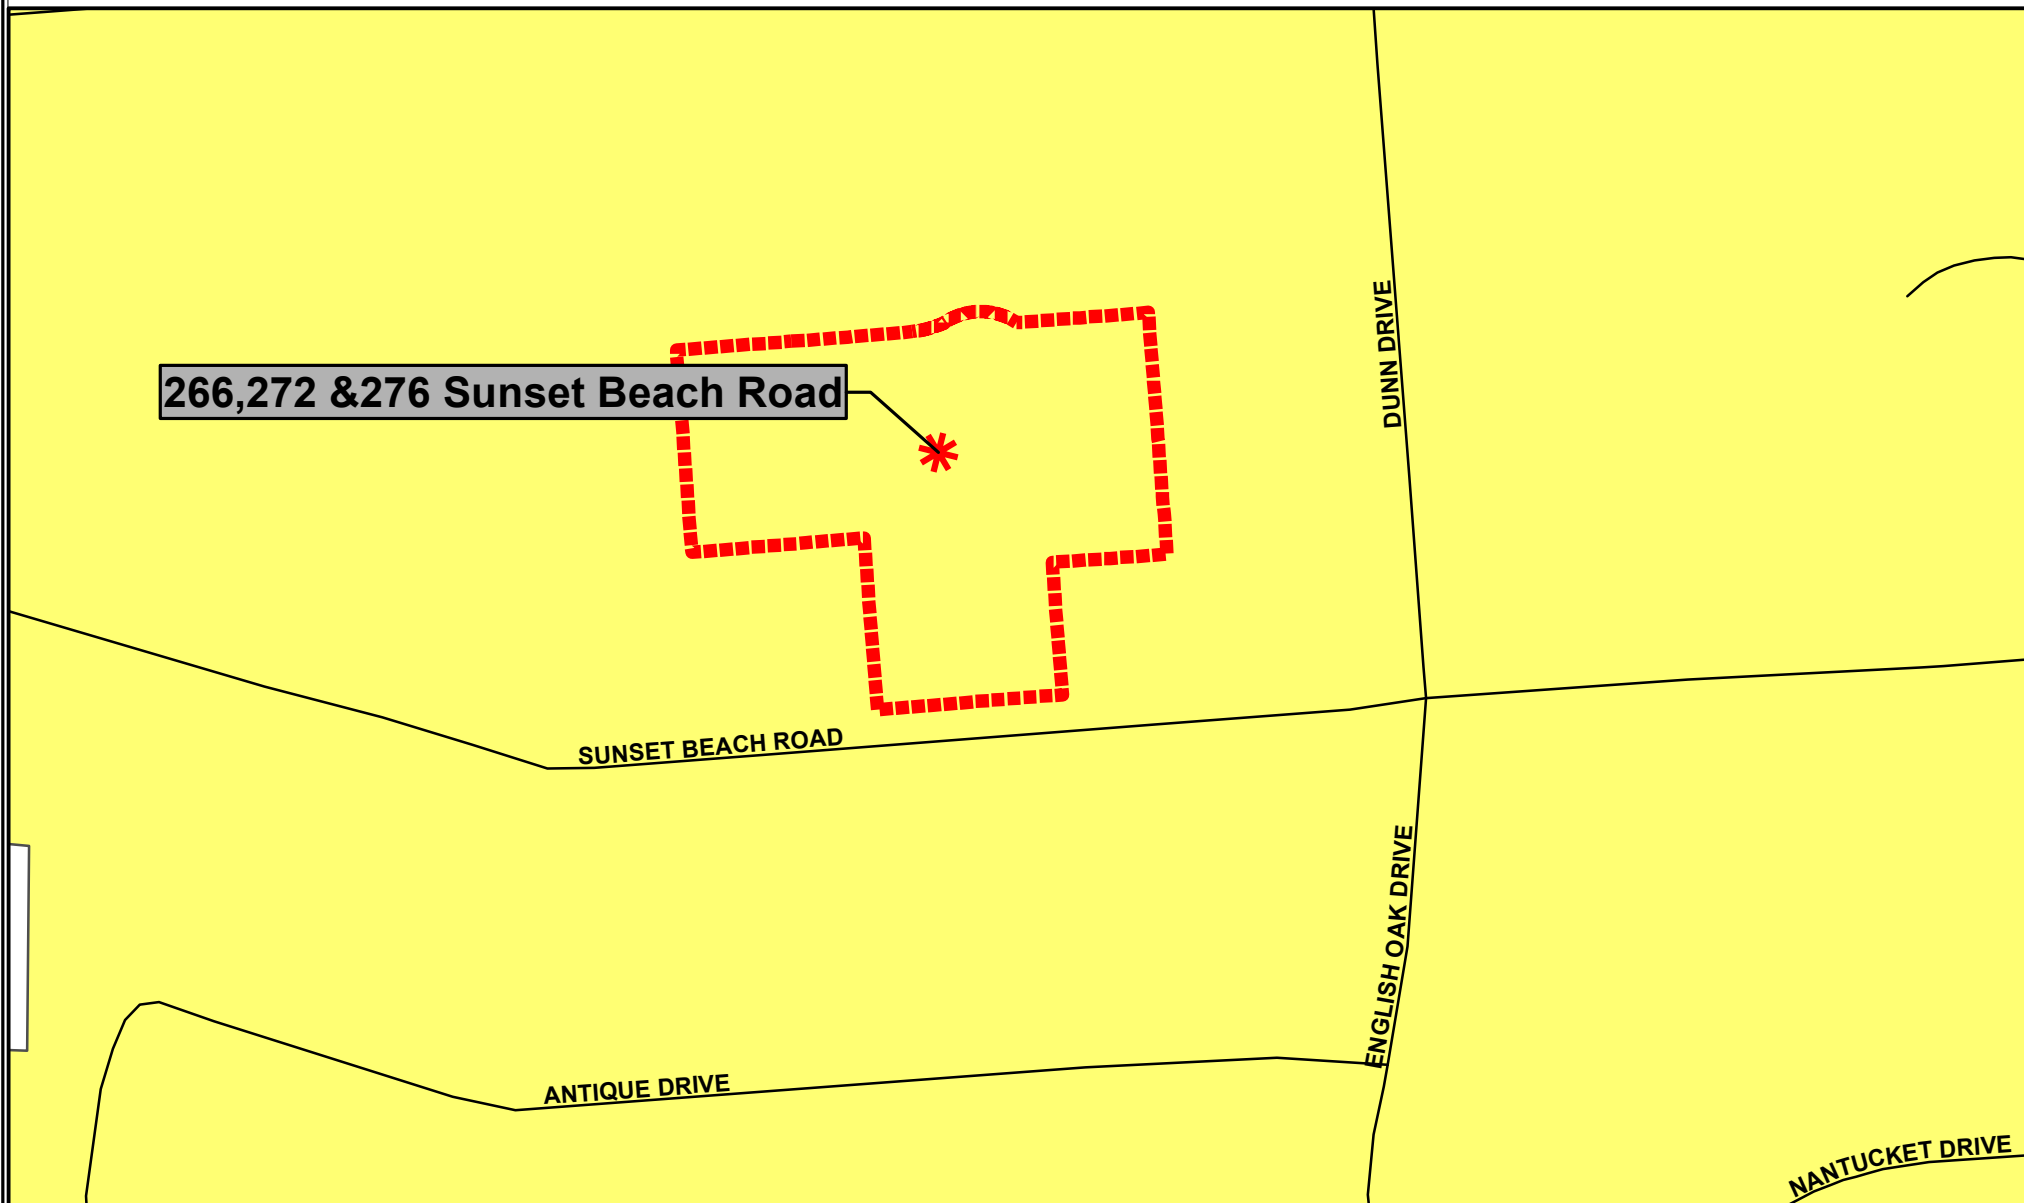 DUNN DRIVE
266,272 &276 Sunset Beach Road
SUNSET BEACH ROAD
ENGLISH OAK DRIVE
ANTIQUE DRIVE
NANTUCKET DRIVE